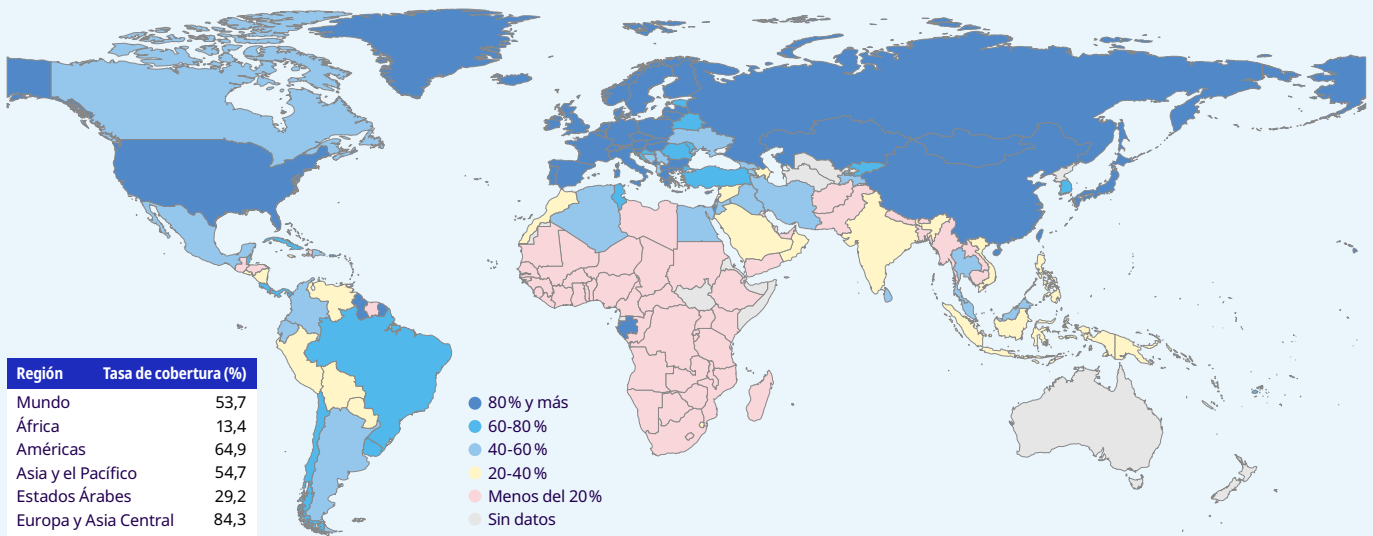 Región Tasa de cobertura (%)
Mundo 53,7
África 13,4
Américas 64,9
Asia y el Pacífico 54,7
Estados Árabes 29,2
Europa y Asia Central 84,3
80% y más
60-80%
40-60%
20-40%
Menos del 20%
Sin datos